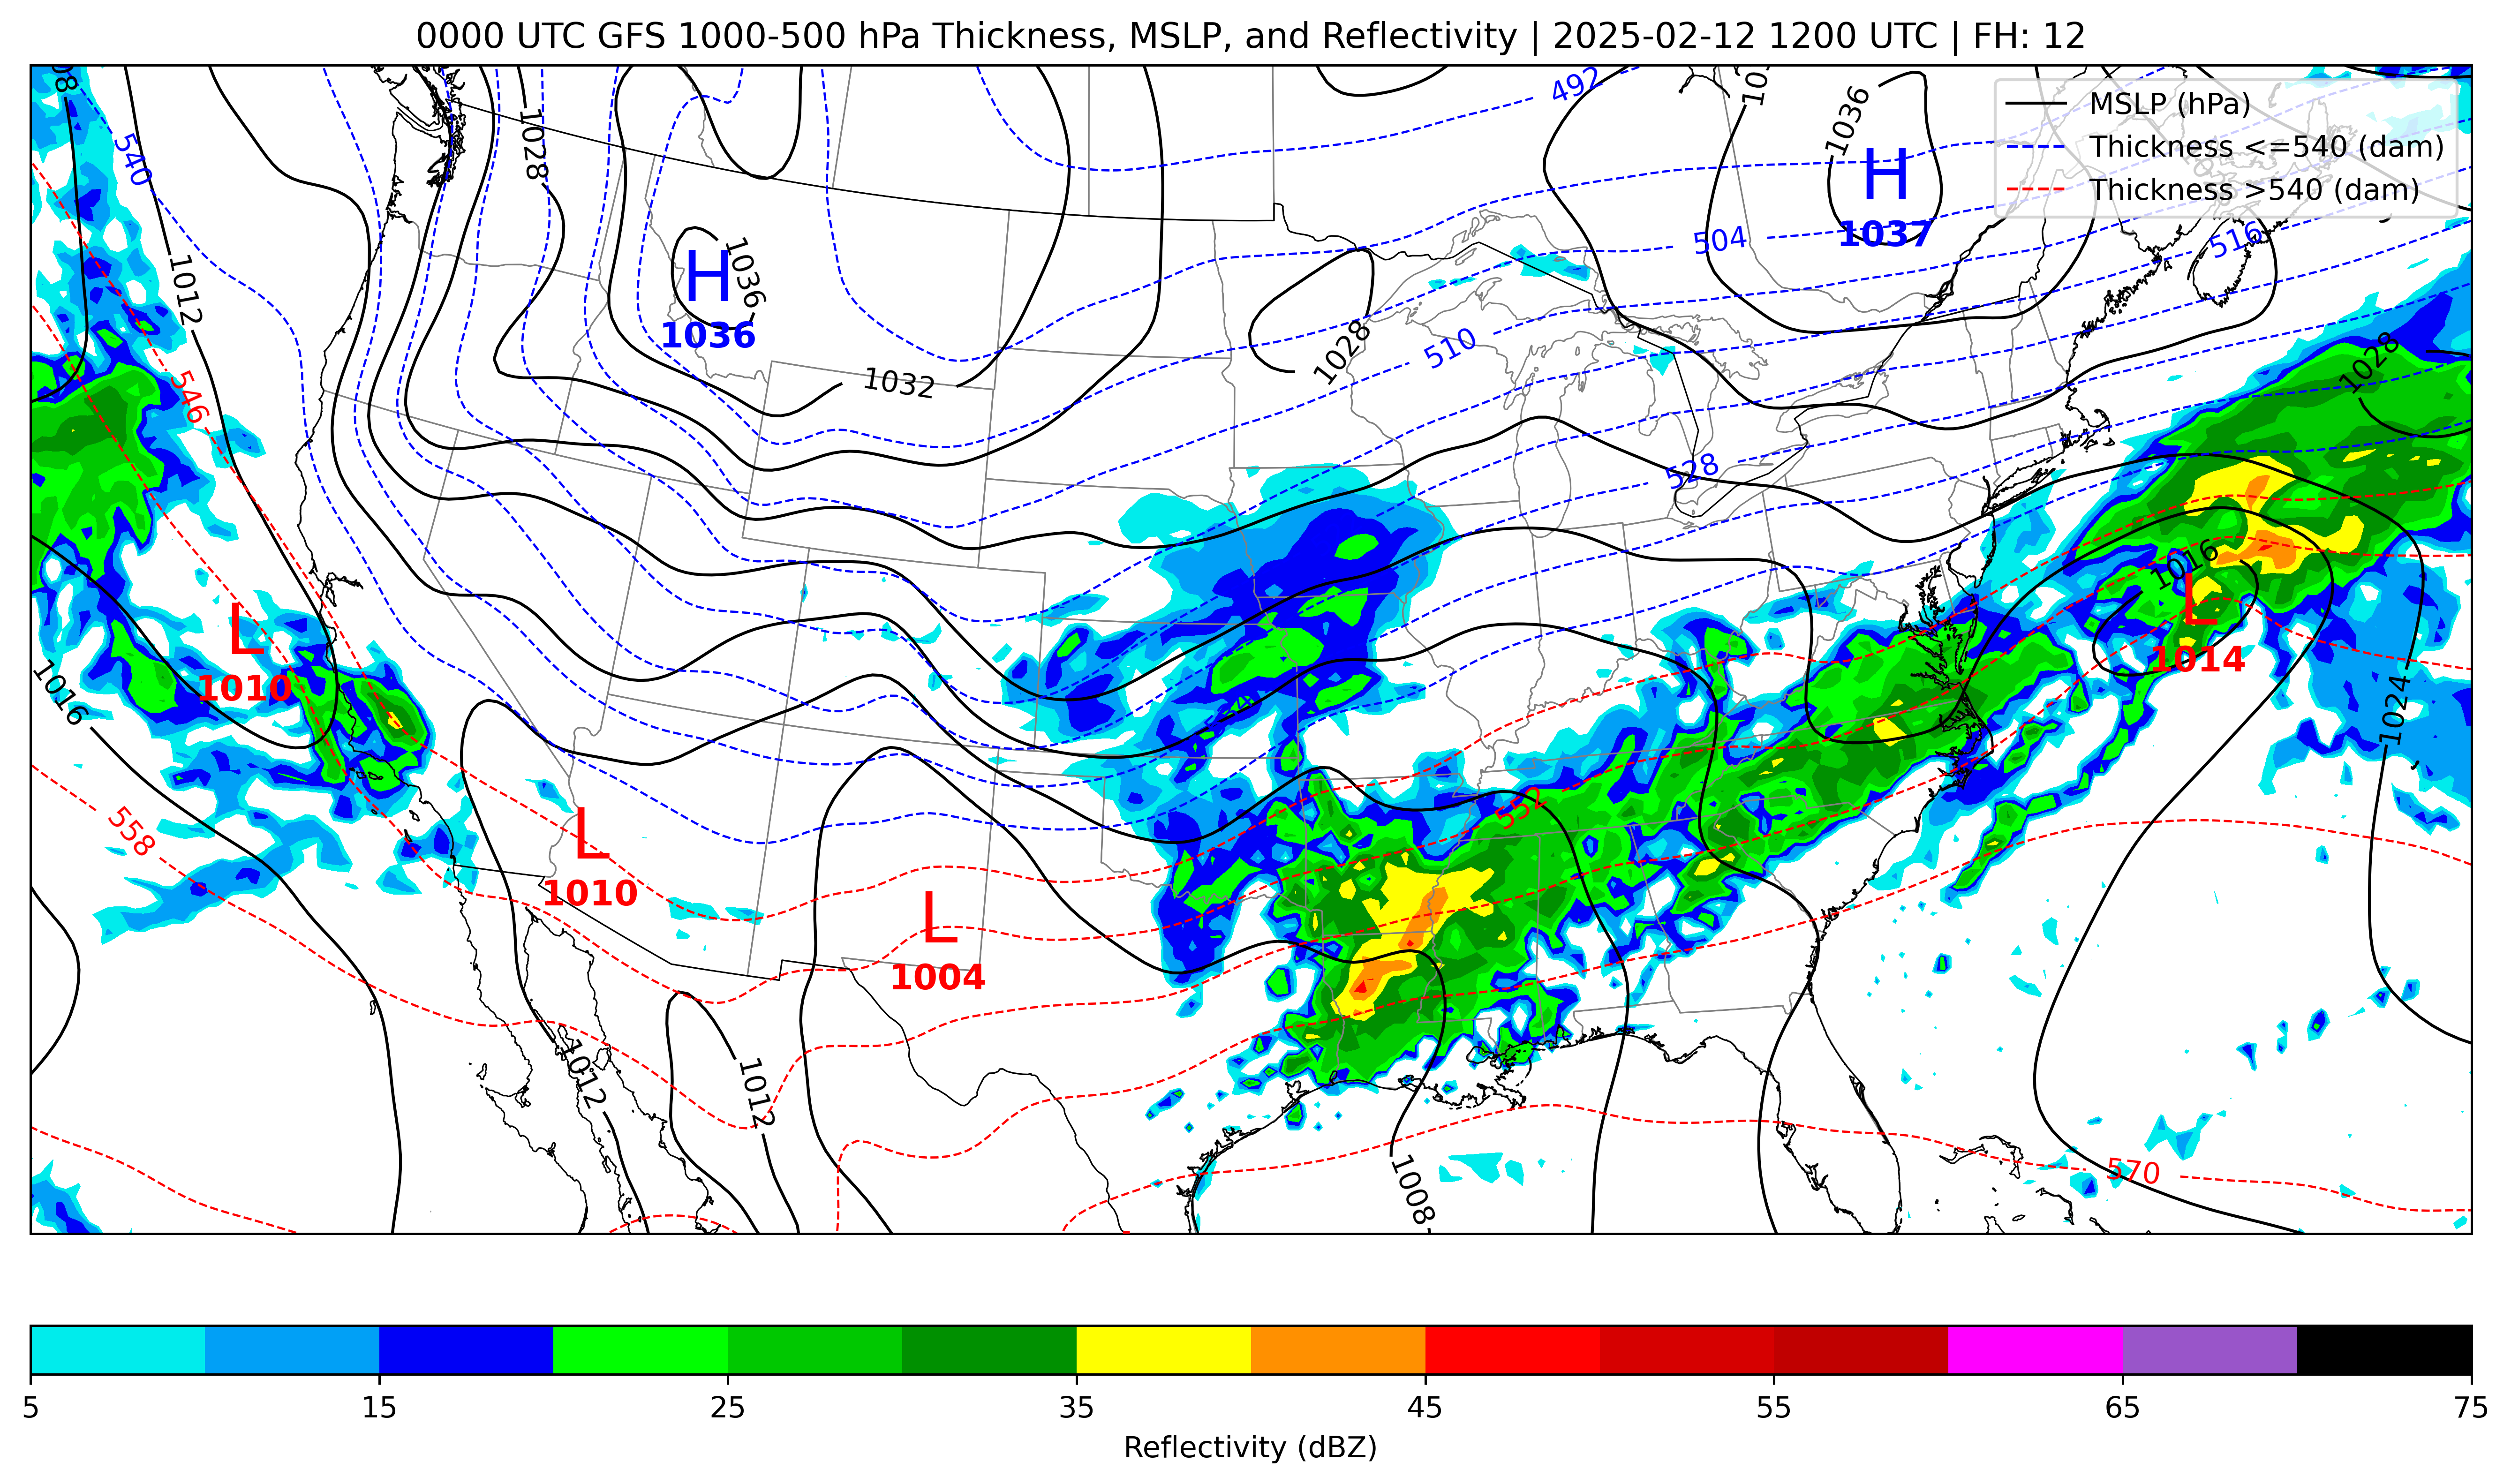 0000 UTC GFS 1000-500 hPa Thickness, MSLP, and Reflectivity | 2025-02-12 1200 UTC | FH: 12
MSLP (hPa)
Thickness <=540 (dam)
Thickness >540 (dam)
492
1036
540
1028
H
1037
504
516
1012
H
1036
1036
546
1032
1028
510
1028
528
1016
L
1014
L
1010
1016
1024
558
552
L
1010
L
1004
1012
1012
1008
570
5 15 25 35 45 55 65 75
Reflectivity (dBZ)